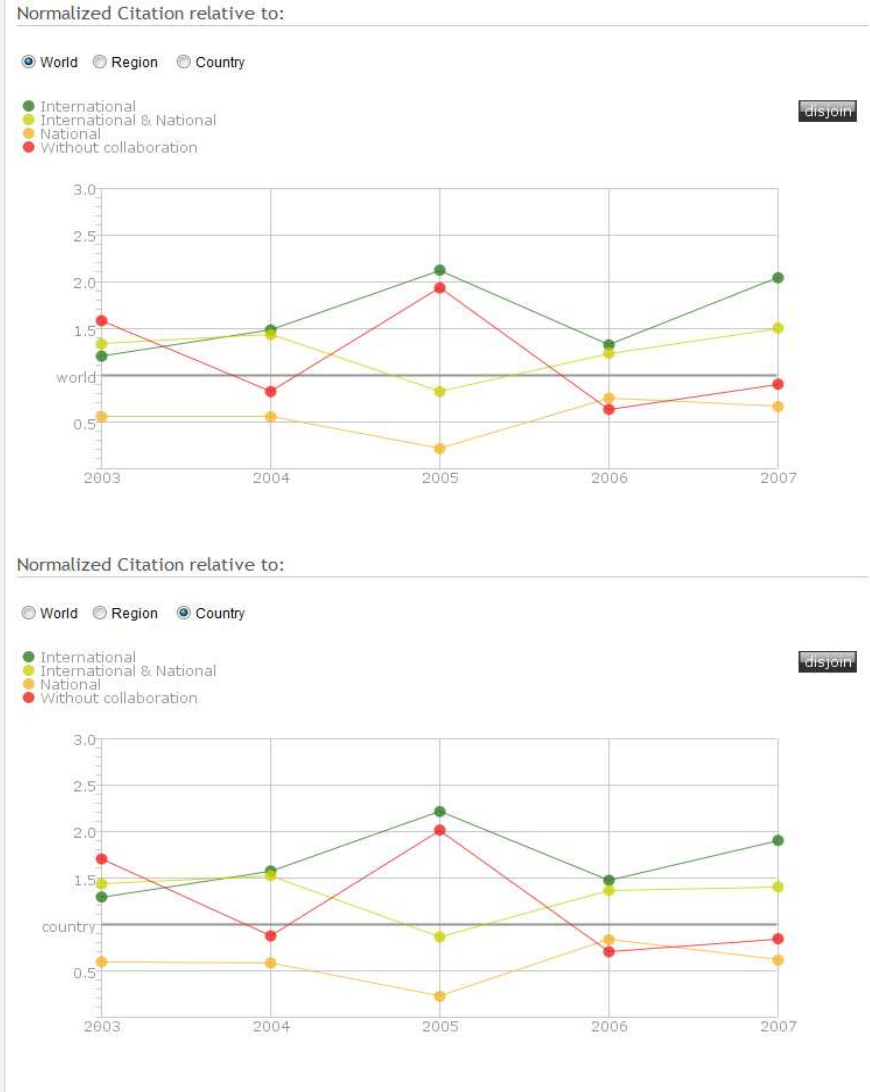 Normalized Citation relative to:
World Region Country
International
International & National
National
Without collaboration
disjoin
3.0
2.5
2.0
1.5
world
0.5
2003 2004 2005 2006 2007
Normalized Citation relative to:
World Region Country
International
International & National
National
Without collaboration
disjoin
3.0
2.5
2.0
1.5
country
0.5
2003 2004 2005 2006 2007